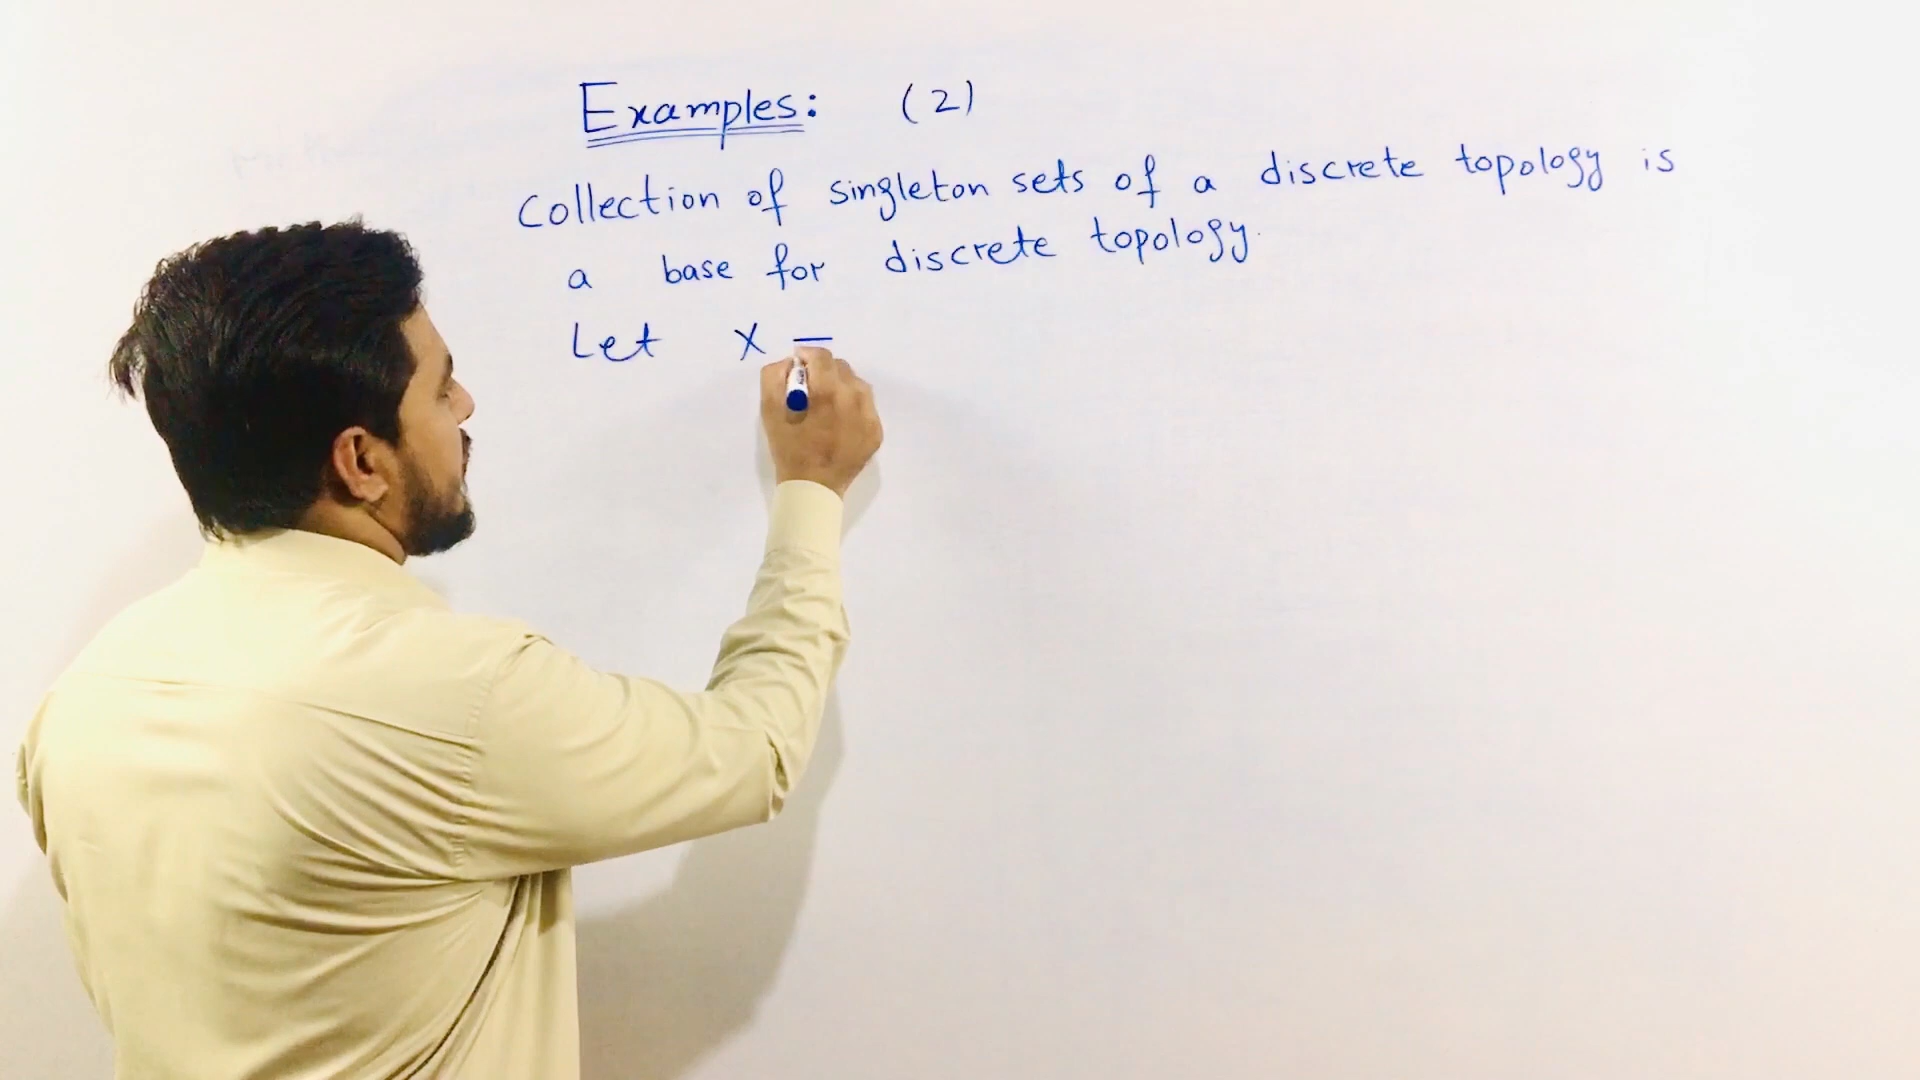 Examples: (2)
Collection of singleton sets of a discrete topology is
a base for discrete topology.
Let X =